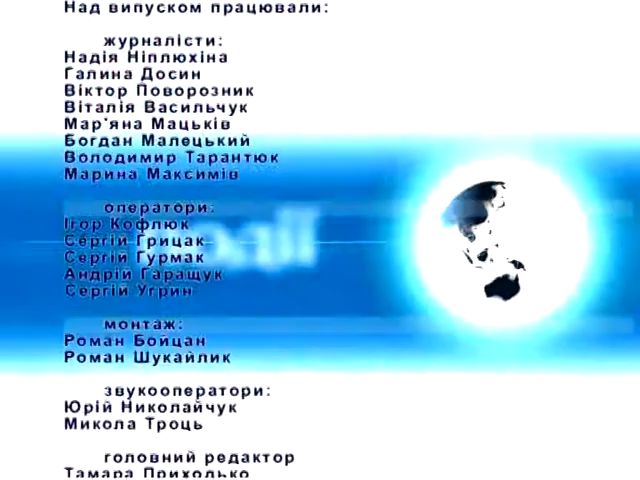 Над випуском працювали:
журналісти:
Надія Ніплюхіна
Галина Досин
Віктор Поворозник
Віталія Васильчук
Мар'яна Мацьків
Богдан Малецький
Володимир Тарантюк
Марина Максимів
оператори:
Ігор Кофлюк
Сергій Грицак
Сергій Гурмак
Андрій Гаращук
Сергій Угрин
монтаж:
Роман Бойцан
Роман Шукайлик
звукооператори:
Юрій Николайчук
Микола Троць
головний редактор
Тамара Приходько